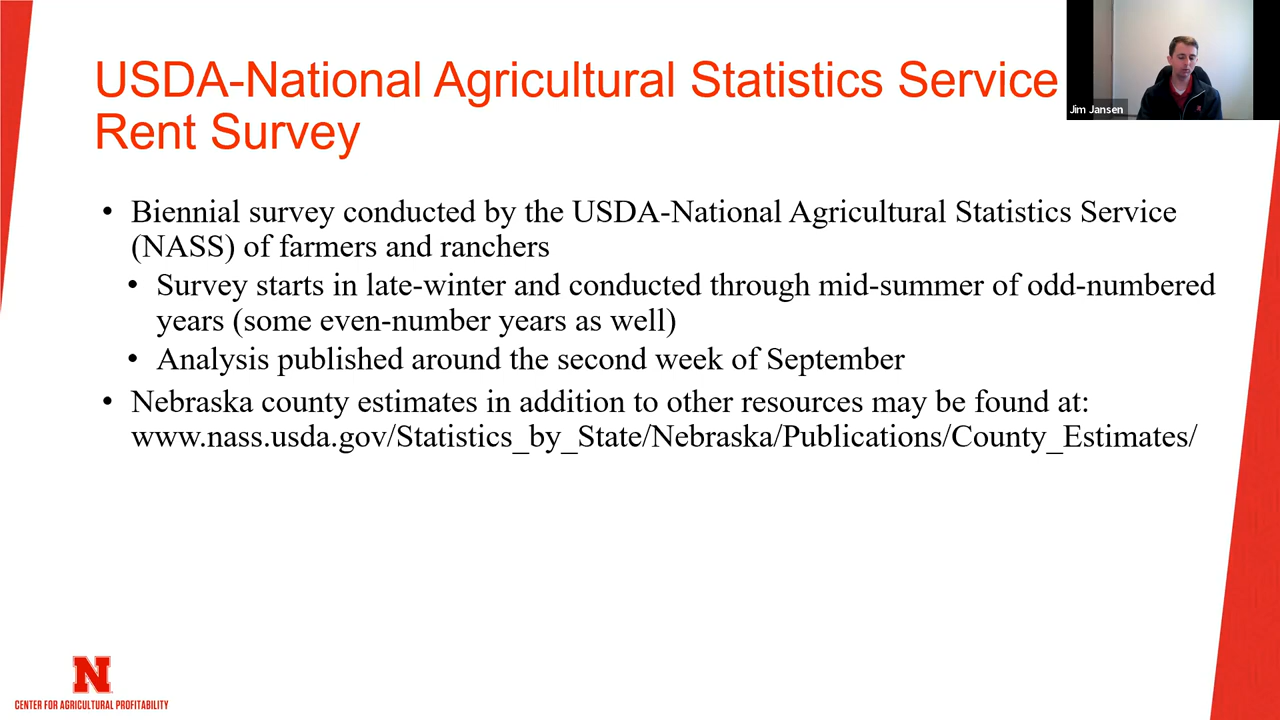 USDA-National Agricultural Statistics Service
Rent Survey
Jim Jansen
• Biennial survey conducted by the USDA-National Agricultural Statistics Service
(NASS) of farmers and ranchers
• Survey starts in late-winter and conducted through mid-summer of odd-numbered
years (some even-number years as well)
• Analysis published around the second week of September
• Nebraska county estimates in addition to other resources may be found at:
www.nass.usda.gov/Statistics_by_State/Nebraska/Publications/County_Estimates/
N
CENTER FOR AGRICULTURAL PROFITABILITY